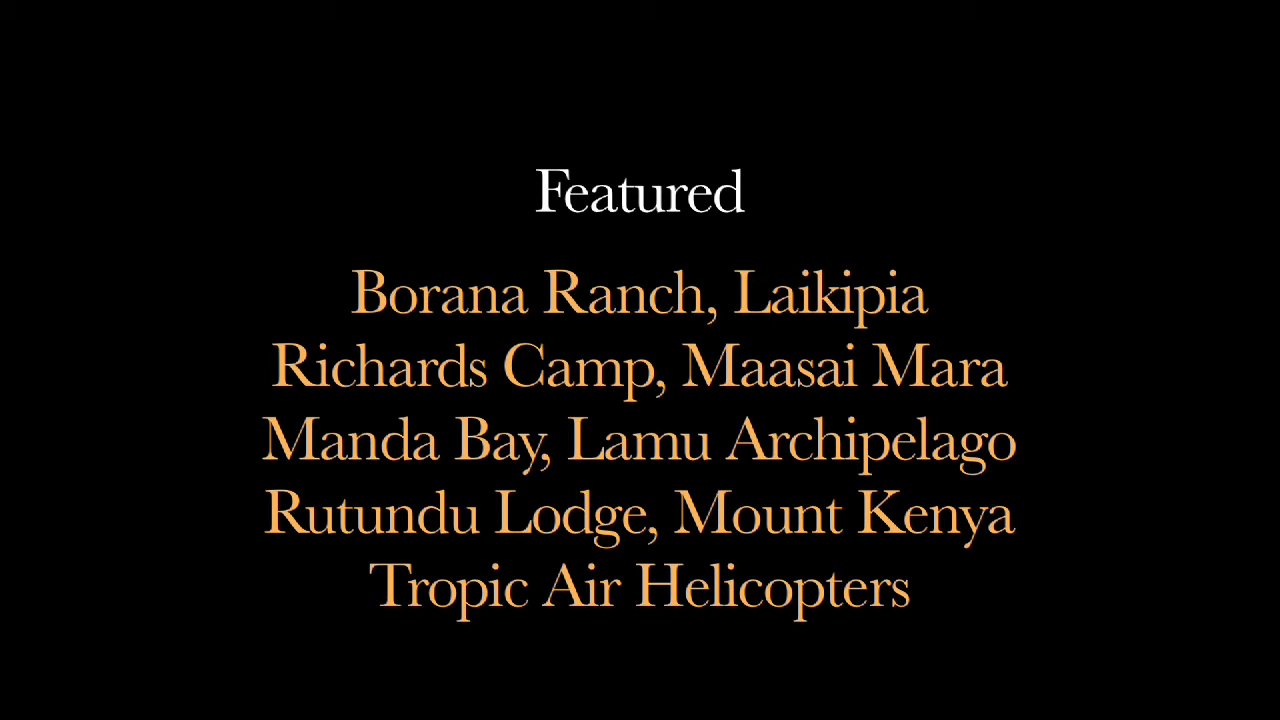 Featured
Borana Ranch, Laikipia
Richards Camp, Maasai Mara
Manda Bay, Lamu Archipelago
Rutundu Lodge, Mount Kenya
Tropic Air Helicopters